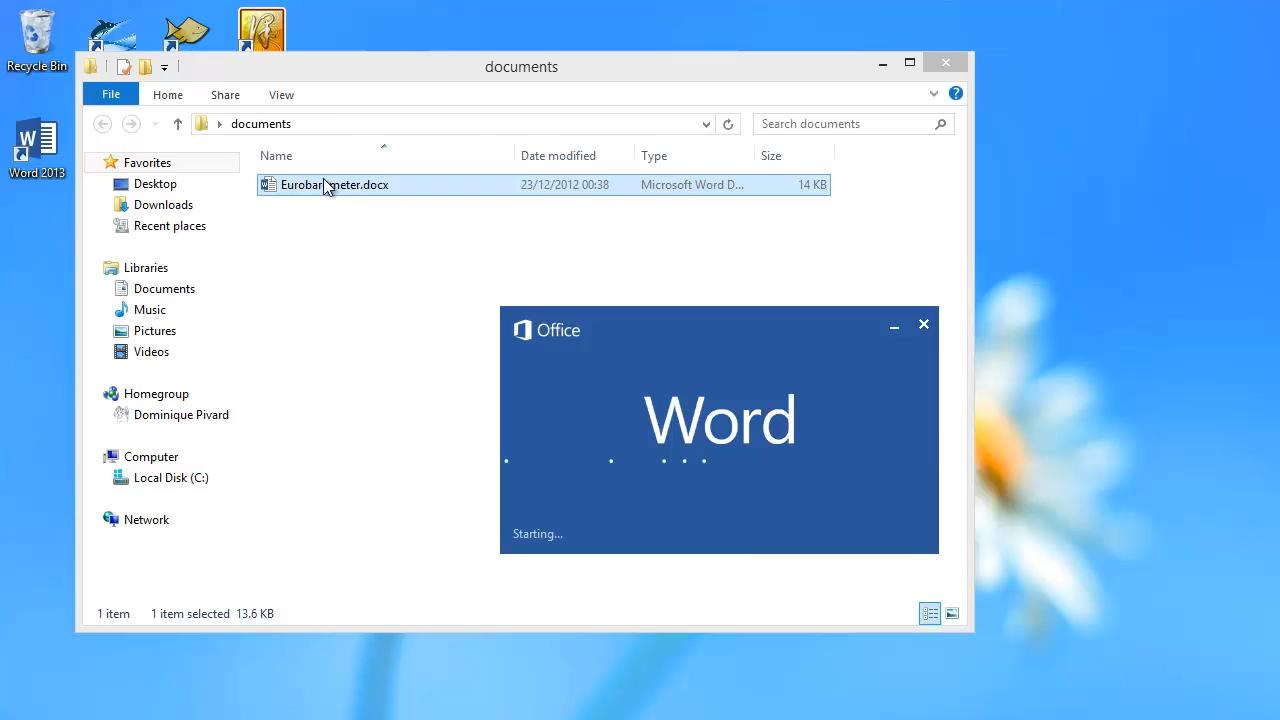 Recycle Bin
Word 2013
documents
File Home Share View
documents
Search documents
Name Date modified Type Size
Eurobarometer.docx 23/12/2012 00:38 Microsoft Word D... 14 KB
Favorites
Desktop
Downloads
Recent places
Libraries
Documents
Music
Pictures
Videos
Homegroup
Dominique Pivard
Computer
Local Disk (C:)
Network
Office
Word
Starting...
1 item 1 item selected 13.6 KB